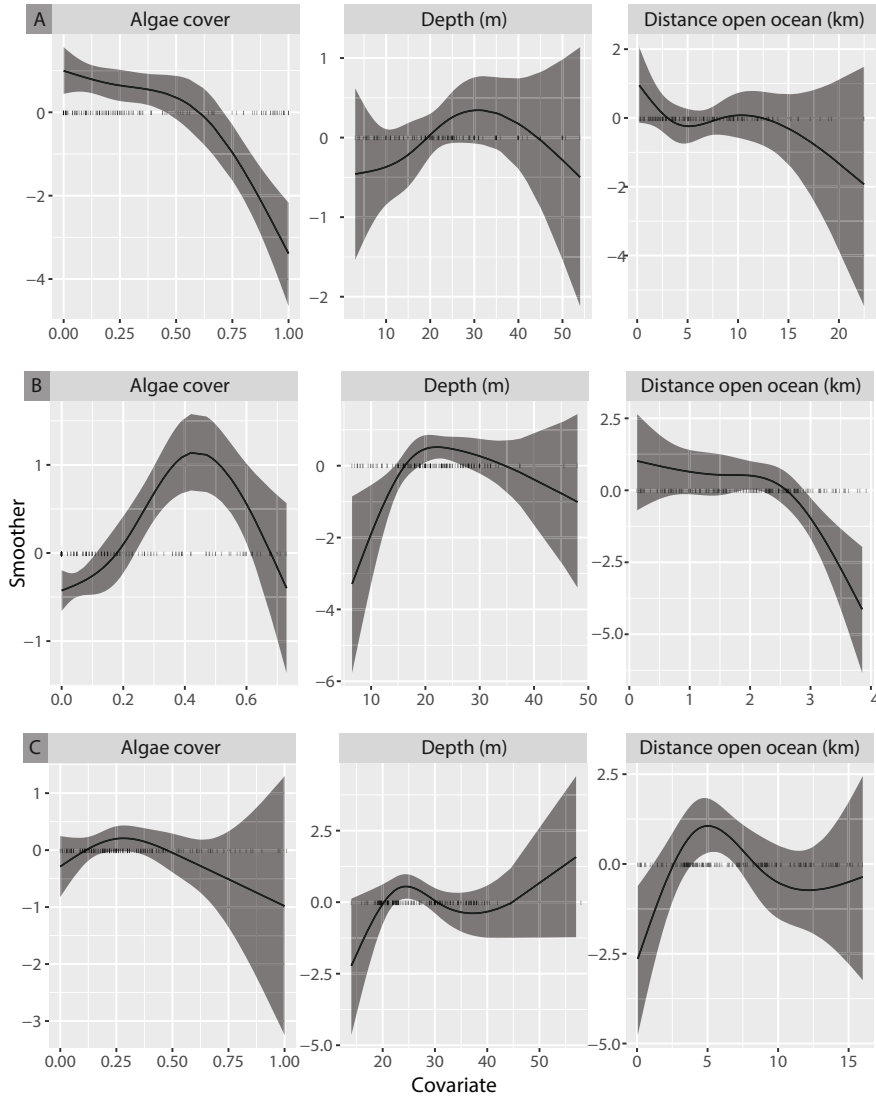 A Algae cover Depth (m) Distance open ocean (km)
1 2
0 0 0
−1 −2
−2 −2 −4
−4
0.00 0.25 0.50 0.75 1.00 10 20 30 40 50 0 5 10 15 20
B Algae cover Depth (m) Distance open ocean (km)
2.5
1 0 0.0
0 −2 −2.5
−4 −5.0
−1
−6
0.0 0.2 0.4 0.6 10 20 30 40 50 0 1 2 3 4
Smoother
C Algae cover Depth (m) Distance open ocean (km)
2.5
1 2.5
0 0.0 0.0
−1
−2 −2.5 −2.5
−3
−5.0 −5.0
0.00 0.25 0.50 0.75 1.00 20 30 40 50 0 5 10 15
Covariate